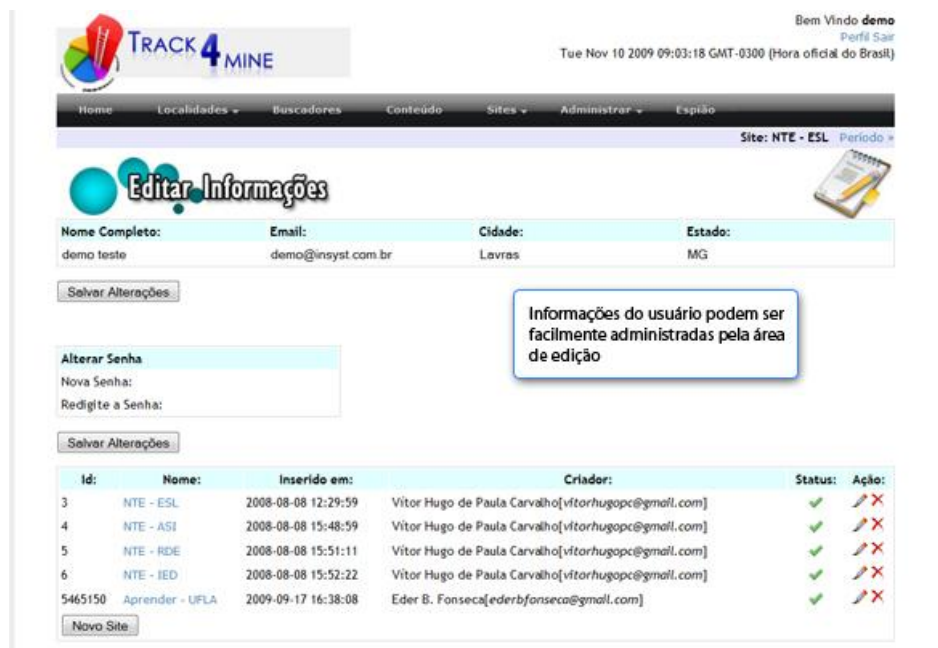 Bem Vindo demo
Perfil Sair
TRACK 4 MINE
Tue Nov 10 2009 09:03:18 GMT-0300 (Hora oficial do Brasil)
Home Localidades Buscadores Conteúdo Sites Administrar Espião
Site: NTE - ESL Período »
Editar Informações
Nome Completo: Email: Cidade: Estado:
demo teste demo@insyst.com.br Lavras MG
Salvar Alterações
Informações do usuário podem ser
facilmente administradas pela área
de edição
Alterar Senha
Nova Senha:
Redigite a Senha:
Salvar Alterações
Id: Nome: Inserido em: Criador: Status: Ação:
3 NTE - ESL 2008-08-08 12:29:59 Vítor Hugo de Paula Carvalho[vitorhugopc@gmail.com]
4 NTE - ASI 2008-08-08 15:48:59 Vítor Hugo de Paula Carvalho[vitorhugopc@gmail.com]
5 NTE - RDE 2008-08-08 15:51:11 Vítor Hugo de Paula Carvalho[vitorhugopc@gmail.com]
6 NTE - IED 2008-08-08 15:52:22 Vítor Hugo de Paula Carvalho[vitorhugopc@gmail.com]
5465150 Aprender - UFLA 2009-09-17 16:38:08 Eder B. Fonseca[ederbfonseca@gmail.com]
Novo Site